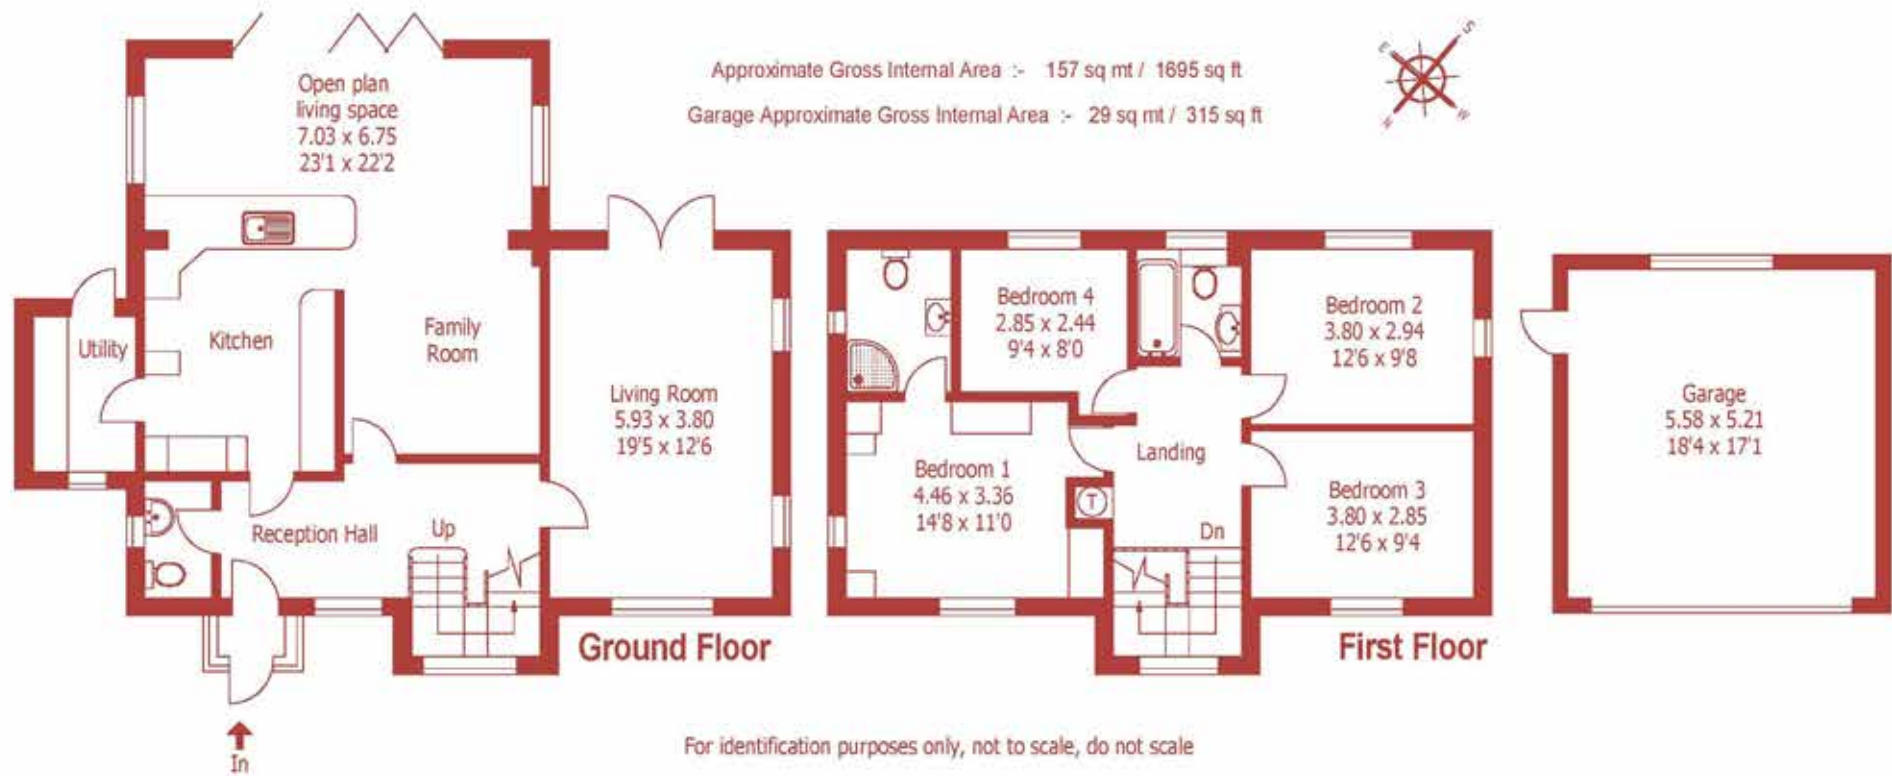 Approximate Gross Internal Area :- 157 sq mt / 1695 sq ft
Garage Approximate Gross Internal Area :- 29 sq mt / 315 sq ft
S
E
W
N
Open plan
living space
7.03 x 6.75
23'1 x 22'2
Utility
Kitchen
Family
Room
Living Room
5.93 x 3.80
19'5 x 12'6
Reception Hall
Up
Ground Floor
In
Bedroom 4
2.85 x 2.44
9'4 x 8'0
Bedroom 2
3.80 x 2.94
12'6 x 9'8
Bedroom 1
4.46 x 3.36
14'8 x 11'0
Landing
T
Dn
Bedroom 3
3.80 x 2.85
12'6 x 9'4
First Floor
Garage
5.58 x 5.21
18'4 x 17'1
For identification purposes only, not to scale, do not scale